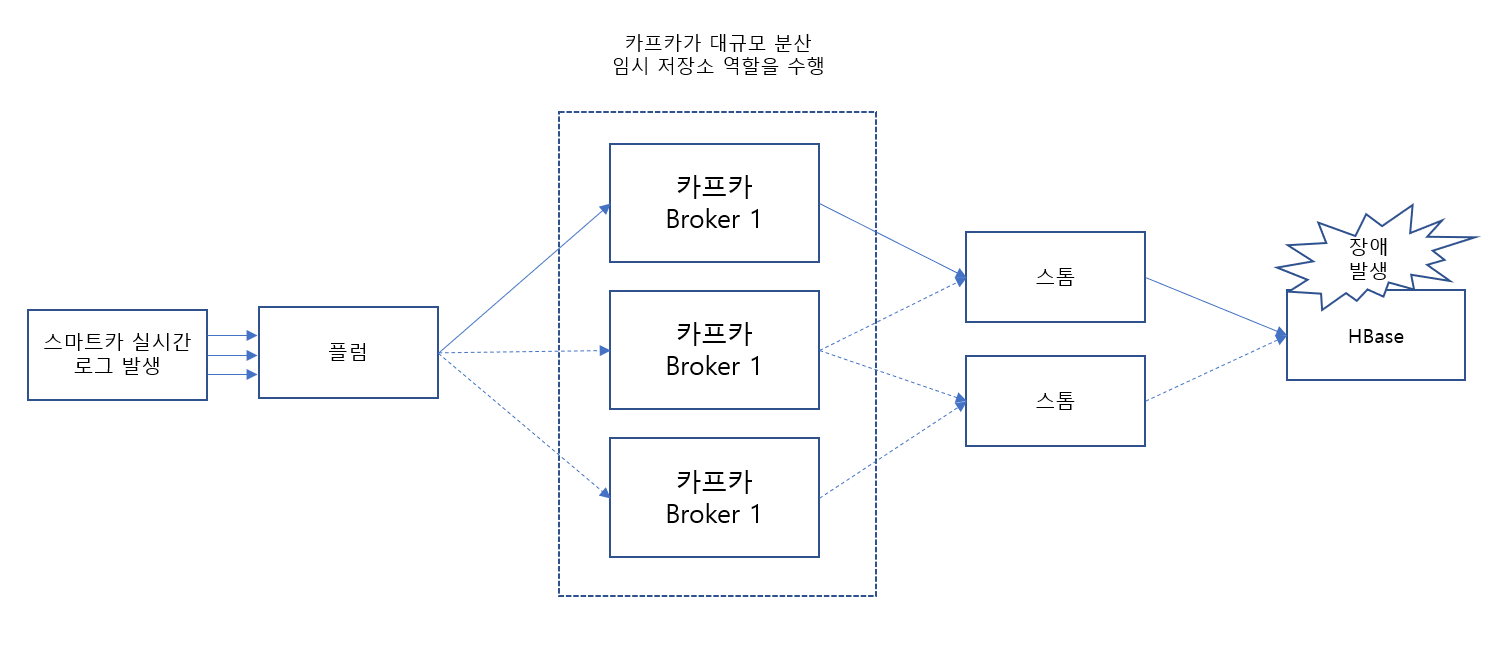 카프카가 대규모 분산
임시 저장소 역할을 수행
스마트카 실시간
로그 발생
플럼
카프카
Broker 1
카프카
Broker 1
카프카
Broker 1
스톰
스톰
장애
발생
HBase